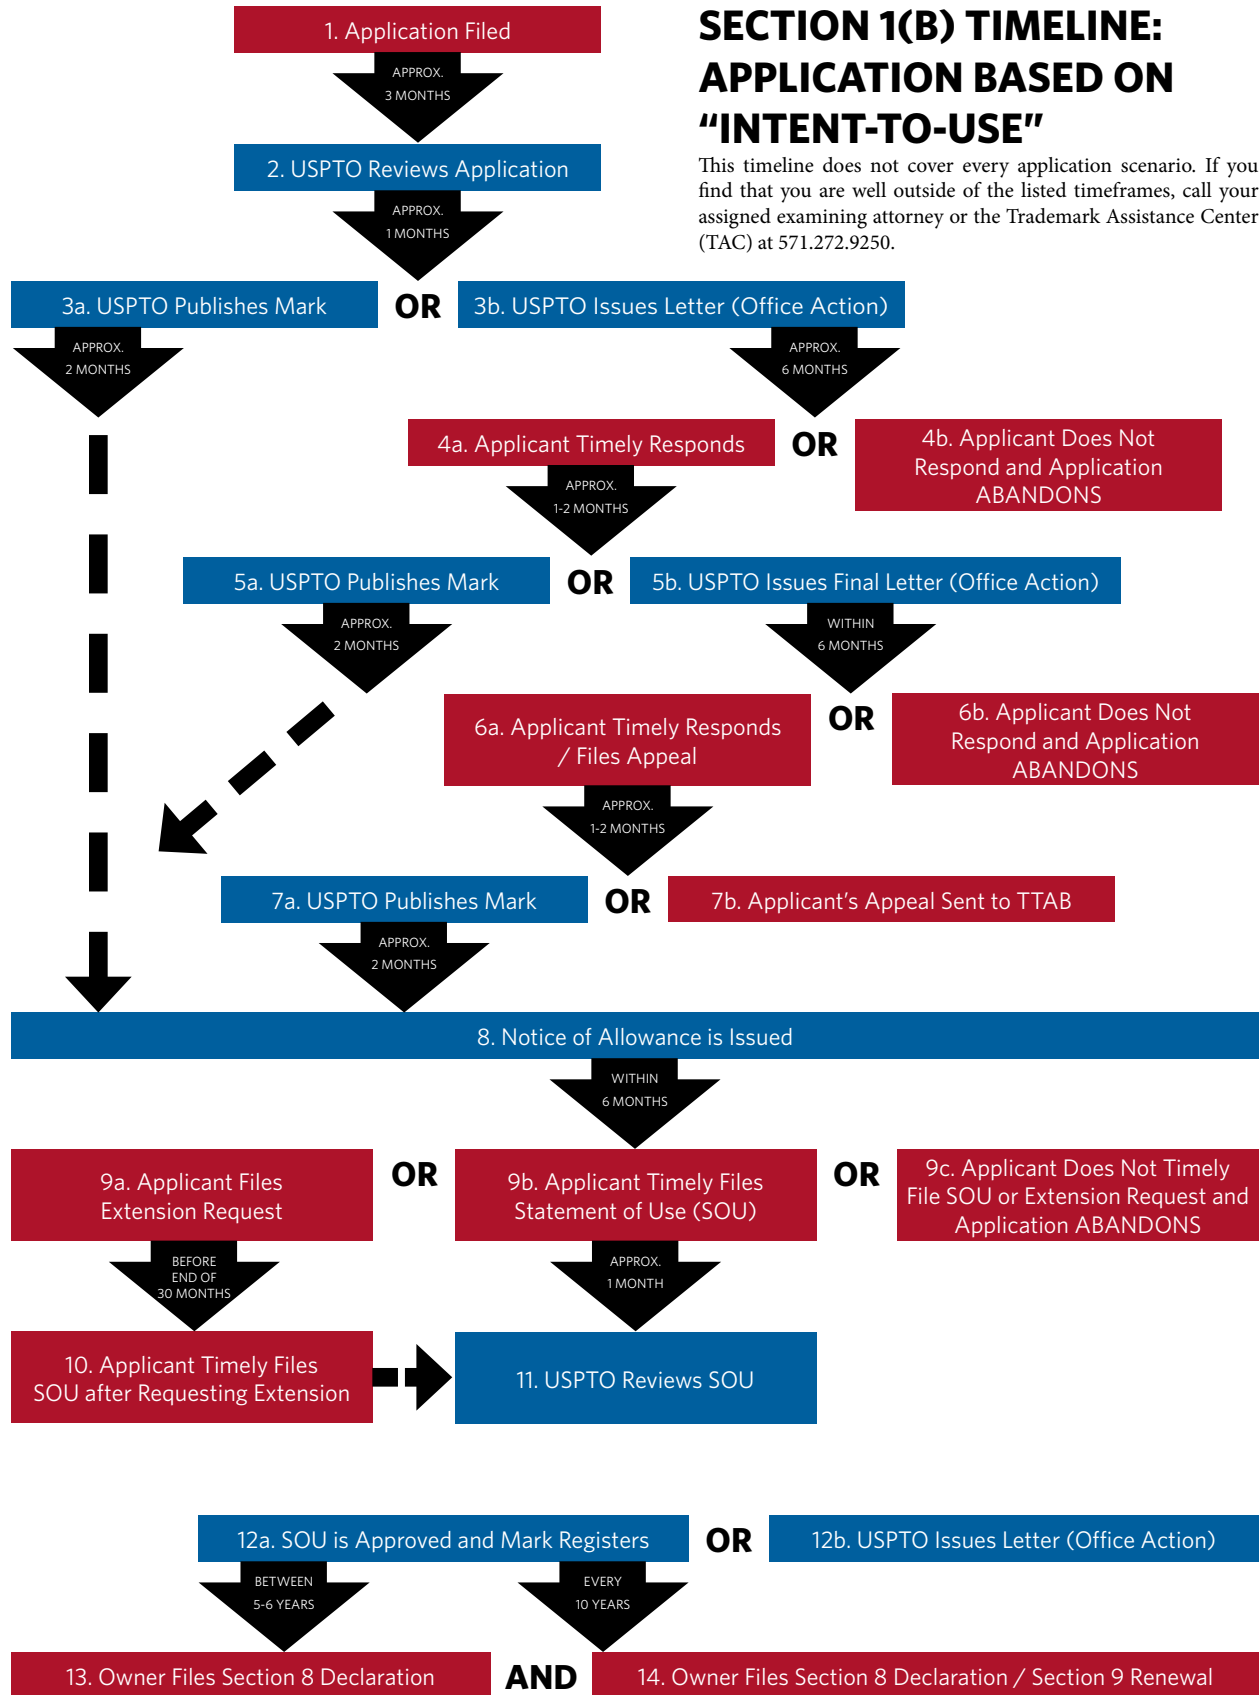 1. Application Filed
SECTION 1(B) TIMELINE:
APPLICATION BASED ON
“INTENT-TO-USE”
This timeline does not cover every application scenario. If you
find that you are well outside of the listed timeframes, call your
assigned examining attorney or the Trademark Assistance Center
(TAC) at 571.272.9250.
APPROX.
3 MONTHS
2. USPTO Reviews Application
APPROX.
1 MONTHS
3a. USPTO Publishes Mark
OR
3b. USPTO Issues Letter (Office Action)
APPROX.
2 MONTHS
APPROX.
6 MONTHS
4a. Applicant Timely Responds
OR
4b. Applicant Does Not
Respond and Application
ABANDONS
APPROX.
1-2 MONTHS
5a. USPTO Publishes Mark
OR
5b. USPTO Issues Final Letter (Office Action)
APPROX.
2 MONTHS
WITHIN
6 MONTHS
6a. Applicant Timely Responds
/ Files Appeal
OR
6b. Applicant Does Not
Respond and Application
ABANDONS
APPROX.
1-2 MONTHS
7a. USPTO Publishes Mark
OR
7b. Applicant’s Appeal Sent to TTAB
APPROX.
2 MONTHS
8. Notice of Allowance is Issued
WITHIN
6 MONTHS
9a. Applicant Files
Extension Request
OR
9b. Applicant Timely Files
Statement of Use (SOU)
OR
9c. Applicant Does Not Timely
File SOU or Extension Request and
Application ABANDONS
BEFORE
END OF
30 MONTHS
APPROX.
1 MONTH
10. Applicant Timely Files
SOU after Requesting Extension
11. USPTO Reviews SOU
12a. SOU is Approved and Mark Registers
OR
12b. USPTO Issues Letter (Office Action)
BETWEEN
5-6 YEARS
EVERY
10 YEARS
13. Owner Files Section 8 Declaration
AND
14. Owner Files Section 8 Declaration / Section 9 Renewal